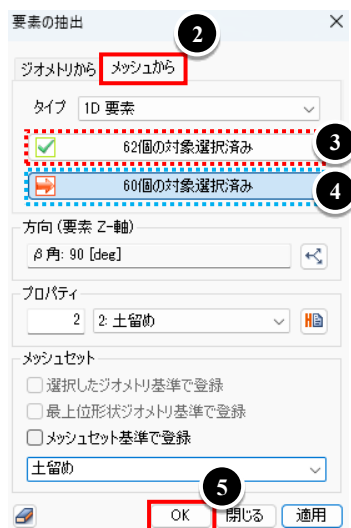 要素の抽出
2
ジオメトリから メッシュから
タイプ 1D 要素
62個の対象選択済み 3
60個の対象選択済み 4
方向 (要素 Z-軸)
β角: 90 [deg]
プロパティ
2 2: 土留め
メッシュセット
選択したジオメトリ基準で登録
最上位形状ジオメトリ基準で登録
メッシュセット基準で登録
土留め
5
OK 閉じる 適用